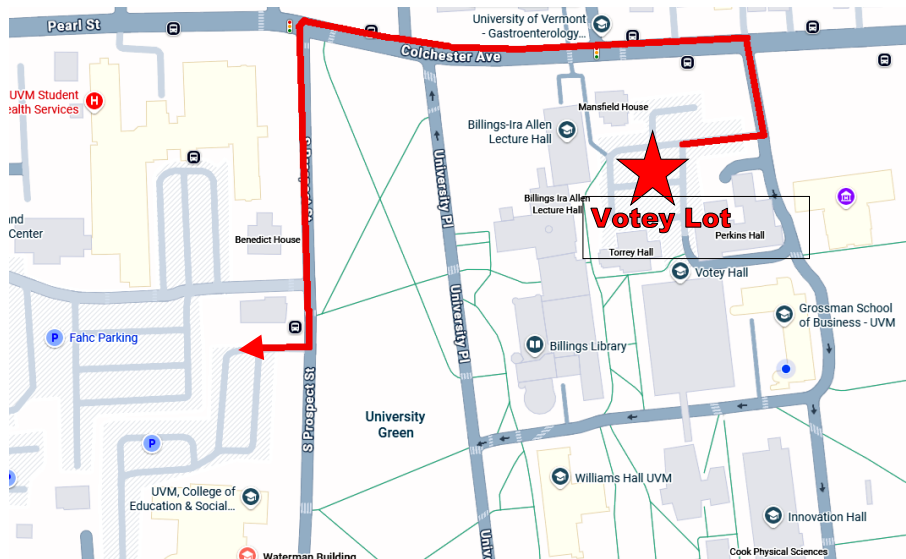 Pearl St
University of Vermont
- Gastroenterology...
Colchester Ave
UVM Student
ealth Services
H
Mansfield House
Billings-Ira Allen
Lecture Hall
University Pl
Billings Ira Allen
Lecture Hall
Votey Lot
Perkins Hall
Torrey Hall
nd
Center
Benedict House
Votey Hall
University Pl
Grossman School
of Business - UVM
P
Fahc Parking
Billings Library
S Prospect St
University
Green
P
UVM, College of
Education & Social...
Williams Hall UVM
Innovation Hall
Waterman Building
Cook Physical Sciences